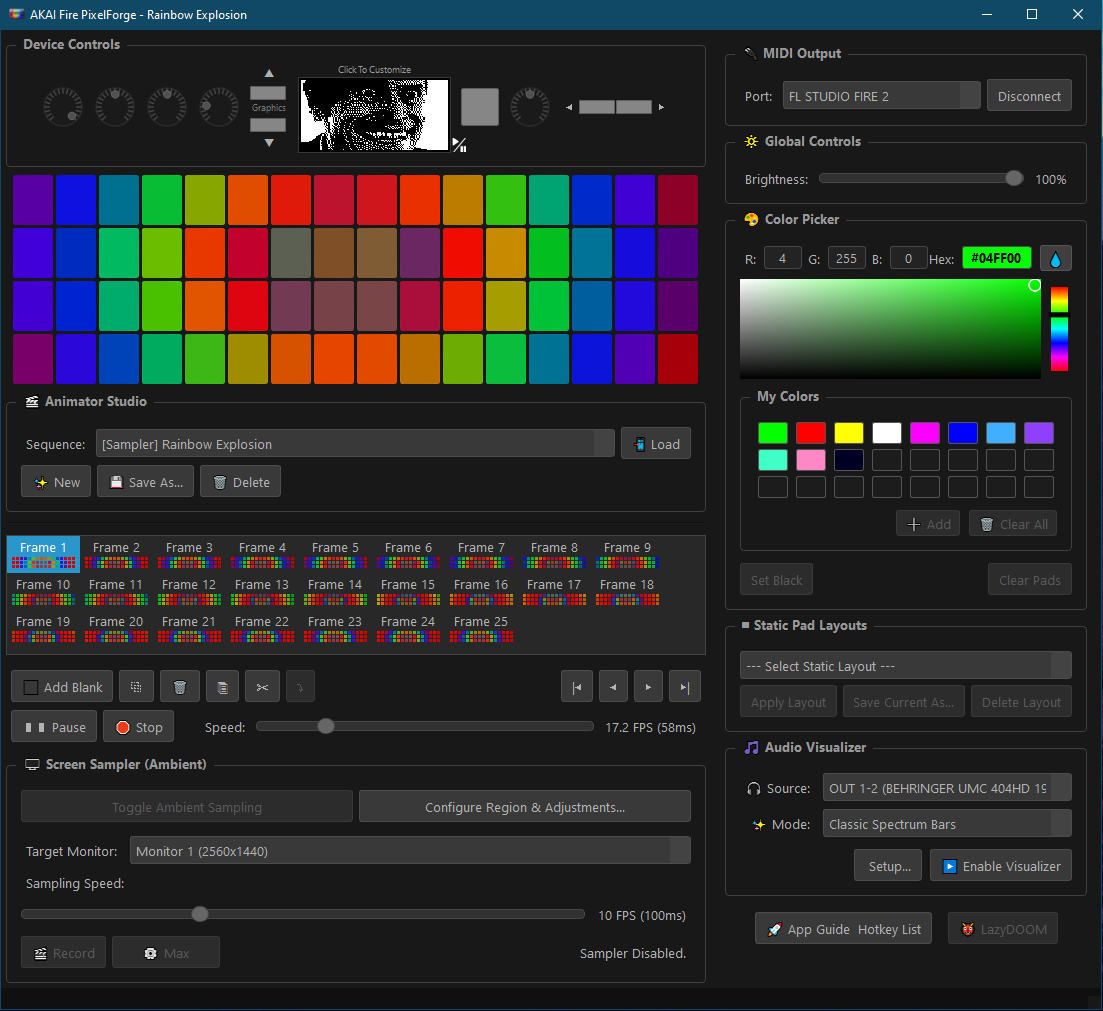 AKAI Fire PixelForge - Rainbow Explosion
Device Controls
Click To Customize
Graphics
Animator Studio
Sequence: [Sampler] Rainbow Explosion Load
New Save As... Delete
Frame 1 Frame 2 Frame 3 Frame 4 Frame 5 Frame 6 Frame 7 Frame 8 Frame 9
Frame 10 Frame 11 Frame 12 Frame 13 Frame 14 Frame 15 Frame 16 Frame 17 Frame 18
Frame 19 Frame 20 Frame 21 Frame 22 Frame 23 Frame 24 Frame 25
Add Blank
Pause Stop Speed: 17.2 FPS (58ms)
Screen Sampler (Ambient)
Toggle Ambient Sampling Configure Region & Adjustments...
Target Monitor: Monitor 1 (2560x1440)
Sampling Speed:
10 FPS (100ms)
Record Max Sampler Disabled.
MIDI Output
Port: FL STUDIO FIRE 2 Disconnect
Global Controls
Brightness: 100%
Color Picker
R: 4 G: 255 B: 0 Hex: #04FF00
My Colors
Add Clear All
Set Black Clear Pads
Static Pad Layouts
--- Select Static Layout ---
Apply Layout Save Current As... Delete Layout
Audio Visualizer
Source: OUT 1-2 (BEHRINGER UMC 404HD 19
Mode: Classic Spectrum Bars
Setup... Enable Visualizer
App Guide Hotkey List LazyDOOM